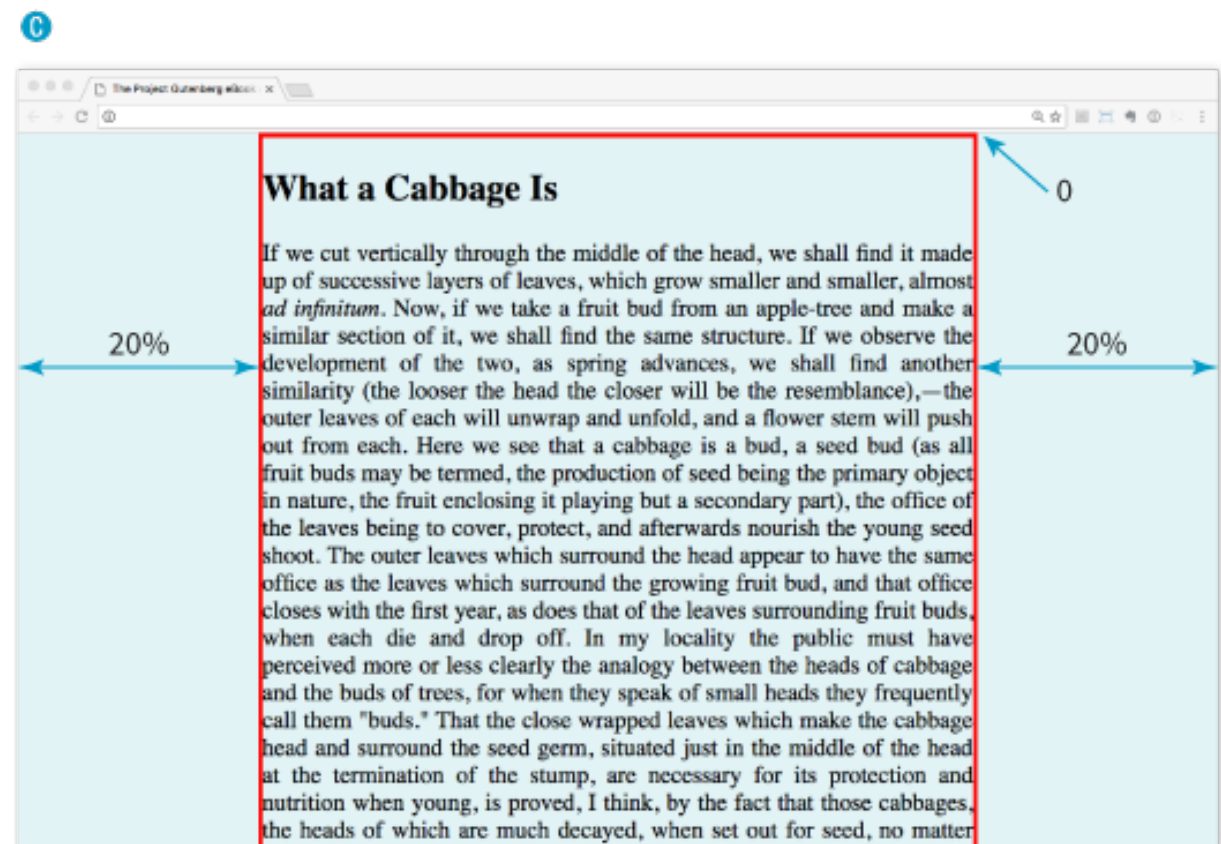 C
The Project Gutenberg eBook
0
What a Cabbage Is
If we cut vertically through the middle of the head, we shall find it made
up of successive layers of leaves, which grow smaller and smaller, almost
ad infinitum. Now, if we take a fruit bud from an apple-tree and make a
similar section of it, we shall find the same structure. If we observe the
20%
20%
development of the two, as spring advances, we shall find another
similarity (the looser the head the closer will be the resemblance),—the
outer leaves of each will unwrap and unfold, and a flower stem will push
out from each. Here we see that a cabbage is a bud, a seed bud (as all
fruit buds may be termed, the production of seed being the primary object
in nature, the fruit enclosing it playing but a secondary part), the office of
the leaves being to cover, protect, and afterwards nourish the young seed
shoot. The outer leaves which surround the head appear to have the same
office as the leaves which surround the growing fruit bud, and that office
closes with the first year, as does that of the leaves surrounding fruit buds,
when each die and drop off. In my locality the public must have
perceived more or less clearly the analogy between the heads of cabbage
and the buds of trees, for when they speak of small heads they frequently
call them "buds." That the close wrapped leaves which make the cabbage
head and surround the seed germ, situated just in the middle of the head
at the termination of the stump, are necessary for its protection and
nutrition when young, is proved, I think, by the fact that those cabbages,
the heads of which are much decayed, when set out for seed, no matter